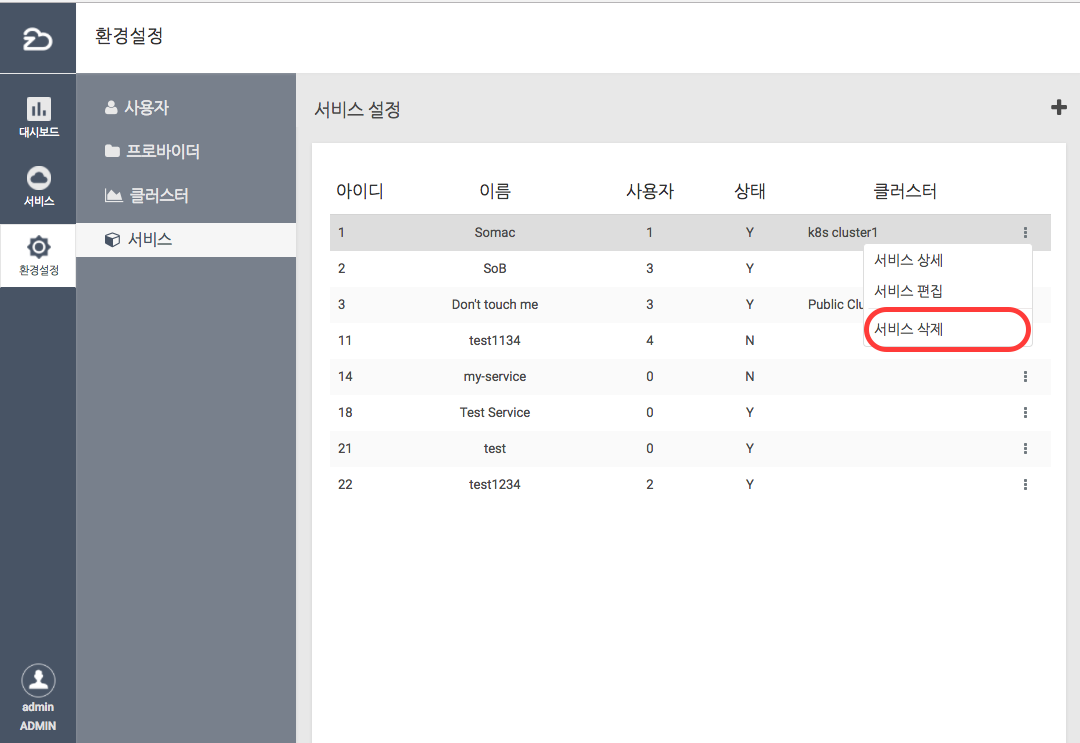 환경설정
대시보드
서비스
환경설정
admin
ADMIN
사용자
프로바이더
클러스터
서비스
서비스 설정
아이디 이름 사용자 상태 클러스터
1 Somac 1 Y k8s cluster1
2 SoB 3 Y
3 Don't touch me 3 Y Public Clu
11 test1134 4 N
14 my-service 0 N
18 Test Service 0 Y
21 test 0 Y
22 test1234 2 Y
서비스 상세
서비스 편집
서비스 삭제